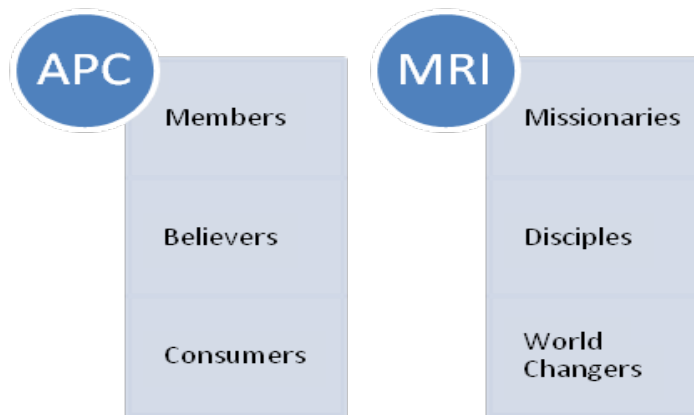 APC
Members
Believers
Consumers
MRI
Missionaries
Disciples
World
Changers